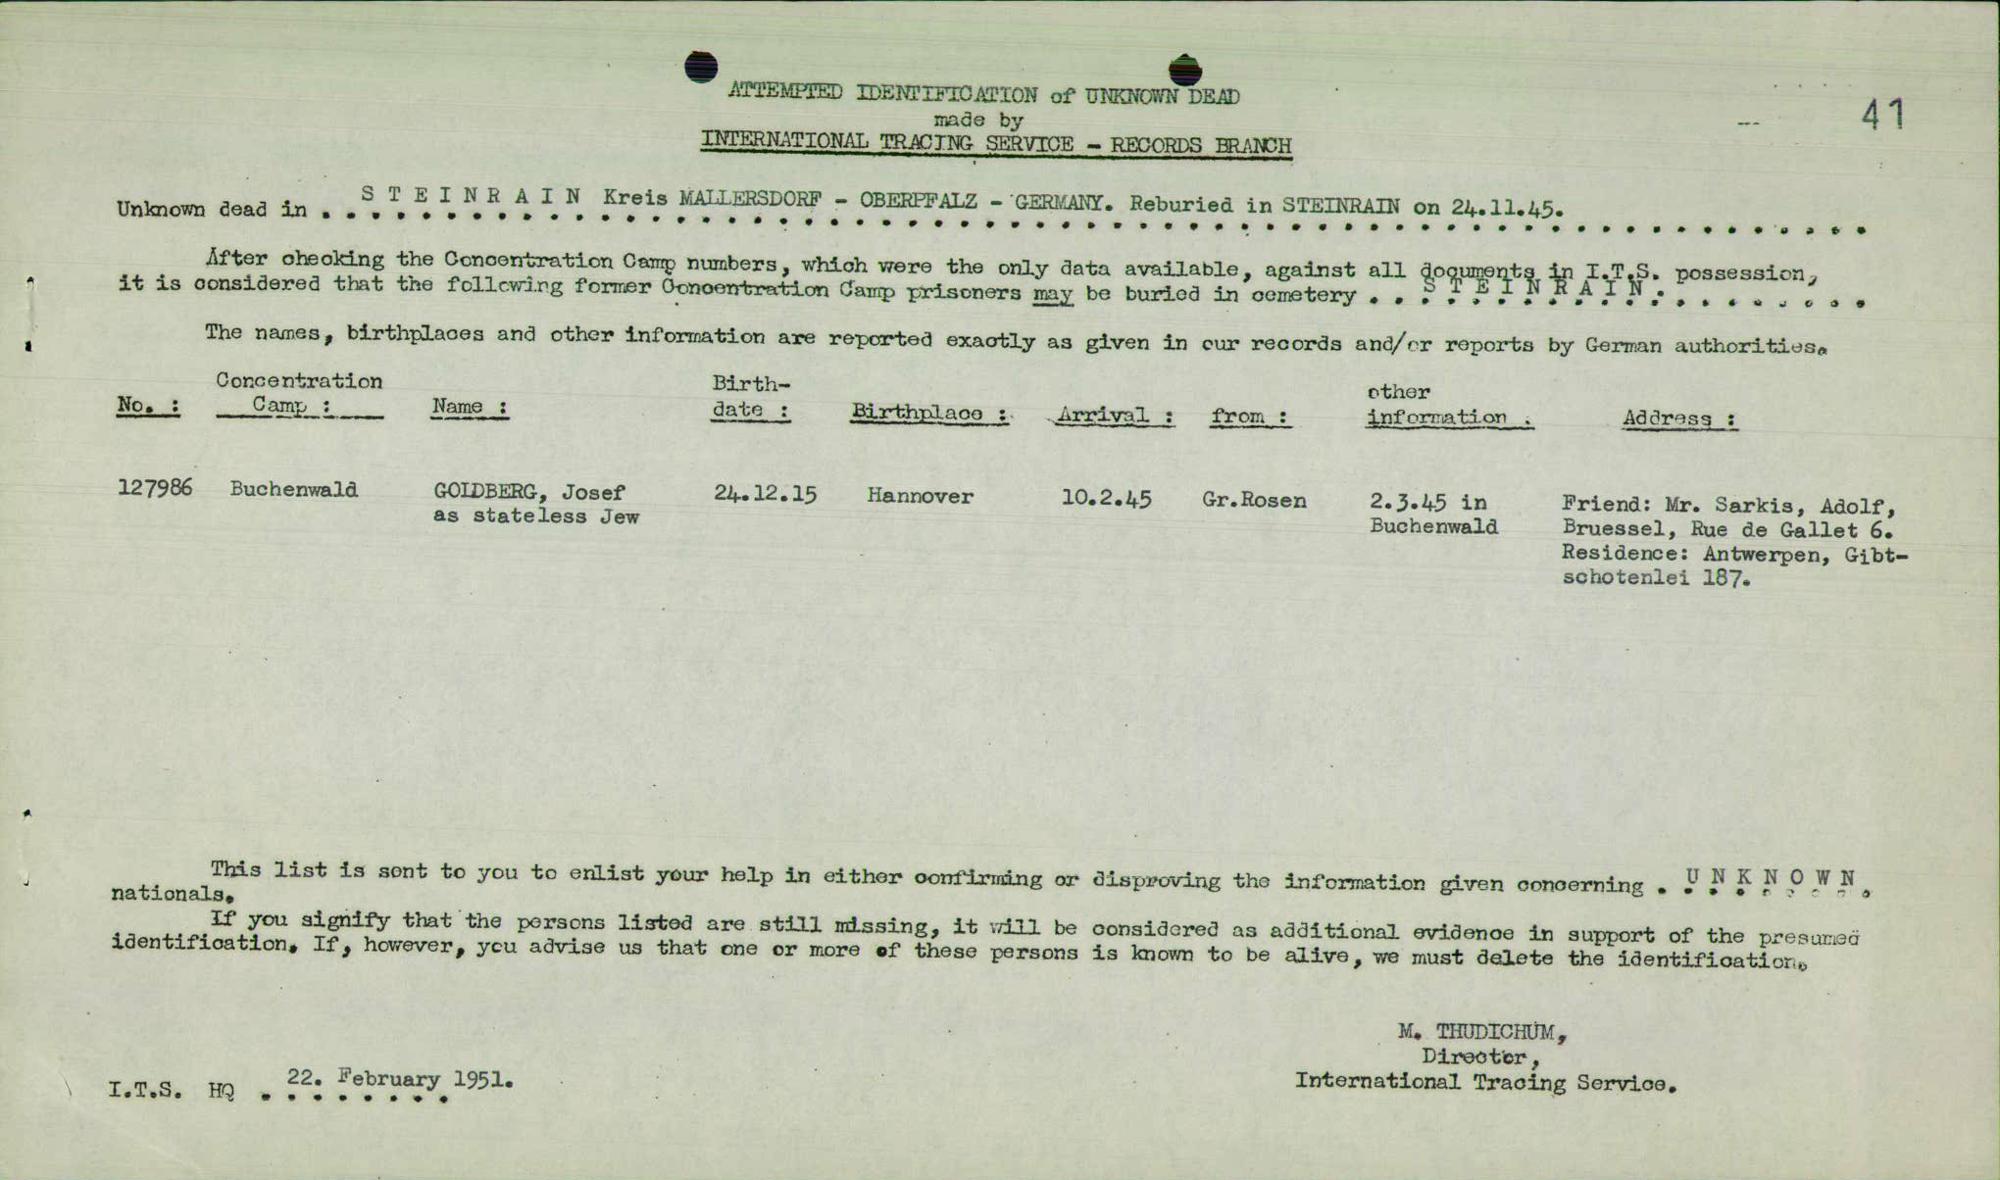 41
ATTEMPTED IDENTIFICATION of UNKNOWN DEAD
made by
INTERNATIONAL TRACING SERVICE - RECORDS BRANCH
Unknown dead in . . S T E I N R A I N Kreis MALLERSDORF - OBERPFALZ - GERMANY. Reburied in STEINRAIN on 24.11.45.
After checking the Concentration Camp numbers, which were the only data available, against all documents in I.T.S. possession,
it is considered that the following former Concentration Camp prisoners may be buried in cemetery . . S T E I N R A I N .
The names, birthplaces and other information are reported exactly as given in our records and/or reports by German authorities.
No. : Concentration Camp : Name : Birth-date : Birthplace : Arrival : from : other information : Address :
127986 Buchenwald GOLDBERG, Josef 24.12.15 Hannover 10.2.45 Gr.Rosen 2.3.45 in Friend: Mr. Sarkis, Adolf,
as stateless Jew Buchenwald Bruessel, Rue de Gallet 6.
Residence: Antwerpen, Gibt-
schotenlei 187.
This list is sent to you to enlist your help in either confirming or disproving the information given concerning . U N K N O W N .
nationals.
If you signify that the persons listed are still missing, it will be considered as additional evidence in support of the presumed
identification. If, however, you advise us that one or more of these persons is known to be alive, we must delete the identification.
M. THUDICHUM,
Director,
International Tracing Service.
I.T.S. HQ 22. February 1951.